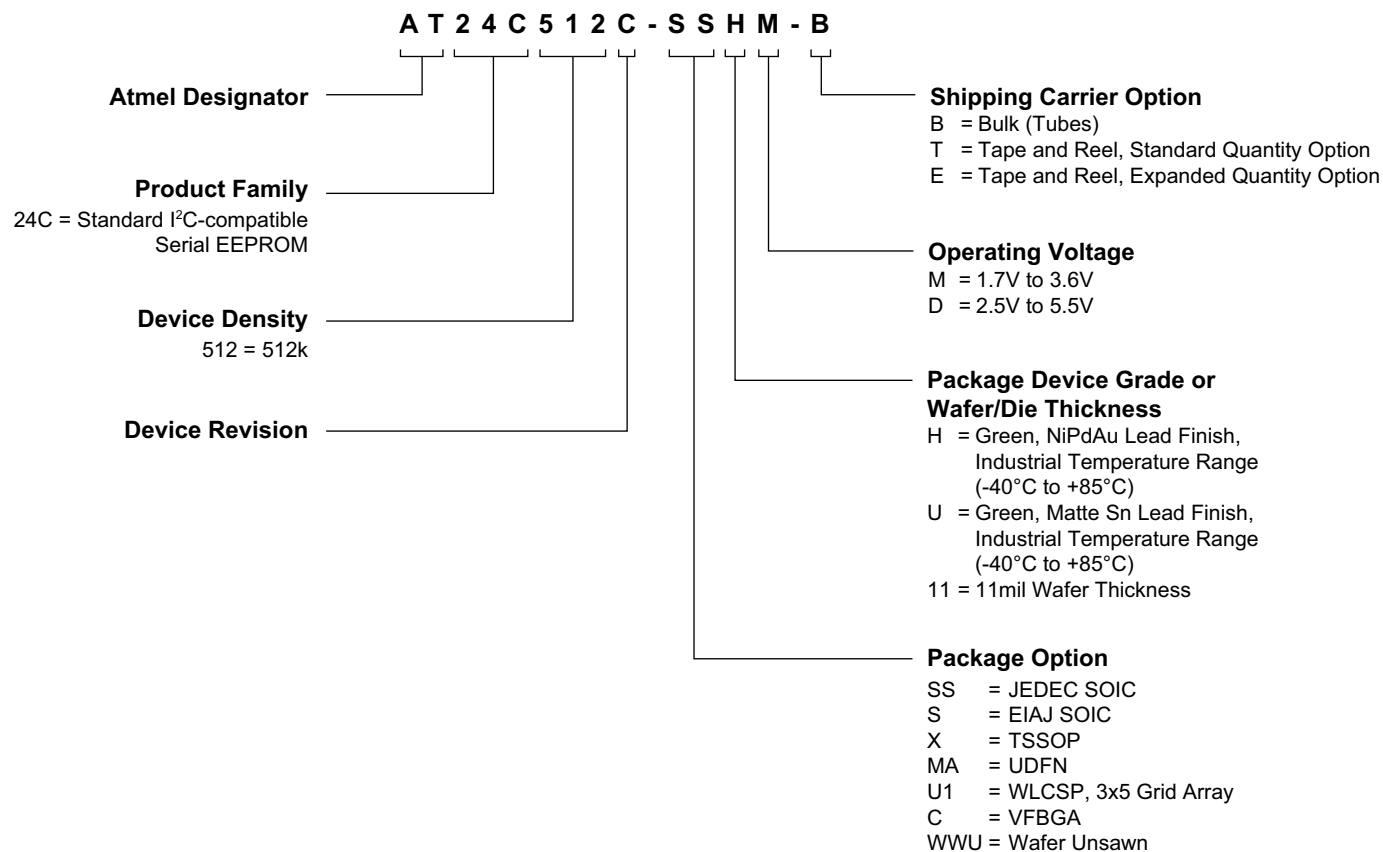 AT24C512C-SSHM-B
Atmel Designator
Product Family
24C = Standard I²C-compatible
Serial EEPROM
Device Density
512 = 512k
Device Revision
Shipping Carrier Option
B = Bulk (Tubes)
T = Tape and Reel, Standard Quantity Option
E = Tape and Reel, Expanded Quantity Option
Operating Voltage
M = 1.7V to 3.6V
D = 2.5V to 5.5V
Package Device Grade or
Wafer/Die Thickness
H = Green, NiPdAu Lead Finish,
Industrial Temperature Range
(-40°C to +85°C)
U = Green, Matte Sn Lead Finish,
Industrial Temperature Range
(-40°C to +85°C)
11 = 11mil Wafer Thickness
Package Option
SS = JEDEC SOIC
S = EIAJ SOIC
X = TSSOP
MA = UDFN
U1 = WLCSP, 3x5 Grid Array
C = VFBGA
WWU = Wafer Unsawn